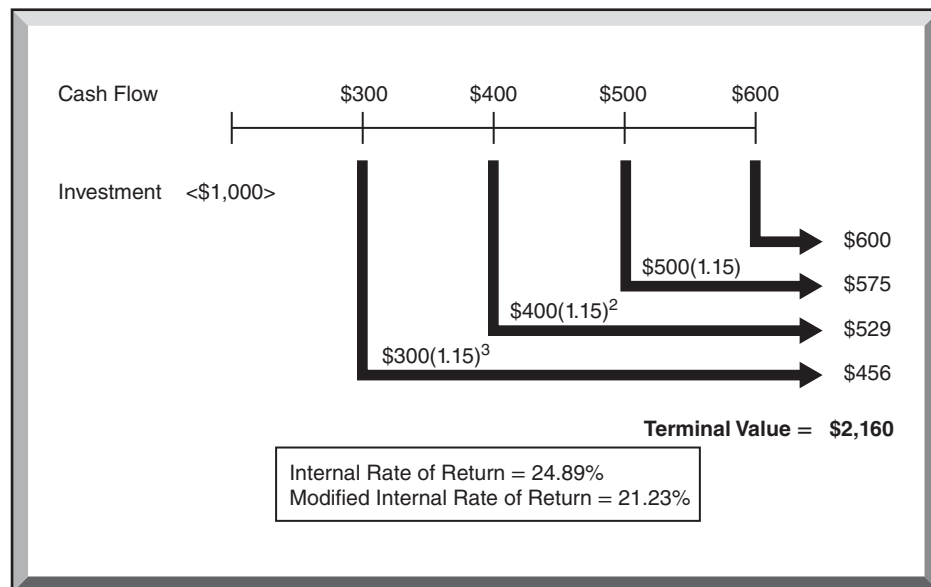 Cash Flow $300 $400 $500 $600
Investment <$1,000>
$600
$500(1.15) $575
$400(1.15)² $529
$300(1.15)³ $456
Terminal Value = $2,160
Internal Rate of Return = 24.89%
Modified Internal Rate of Return = 21.23%